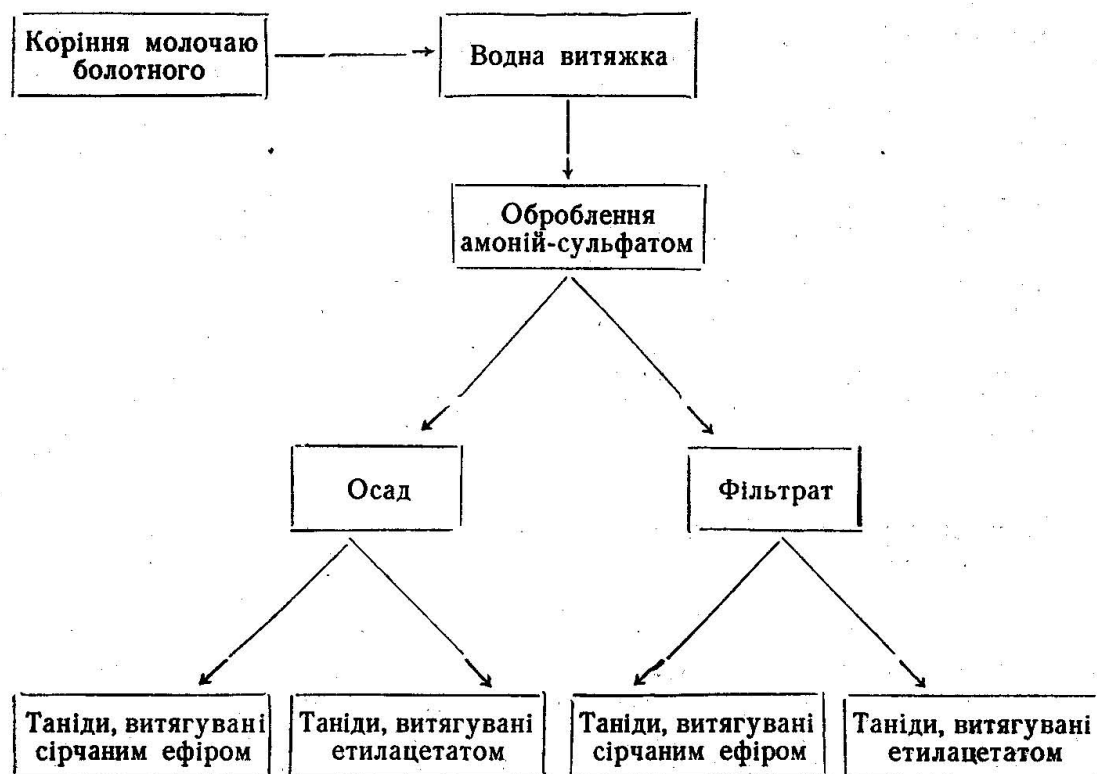 Коріння молочаю
болотного
Водна витяжка
Оброблення
амоній-сульфатом
Осад
Фільтрат
Таніди, витягувані
сірчаним ефіром
Таніди, витягувані
етилацетатом
Таніди, витягувані
сірчаним ефіром
Таніди, витягувані
етилацетатом